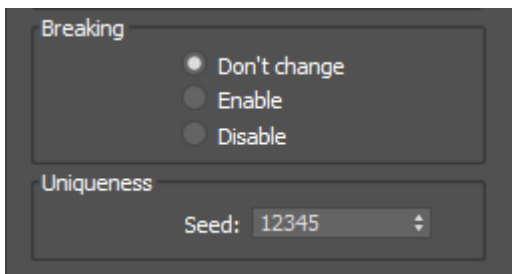 Breaking
Don't change
Enable
Disable
Uniqueness
Seed: 12345